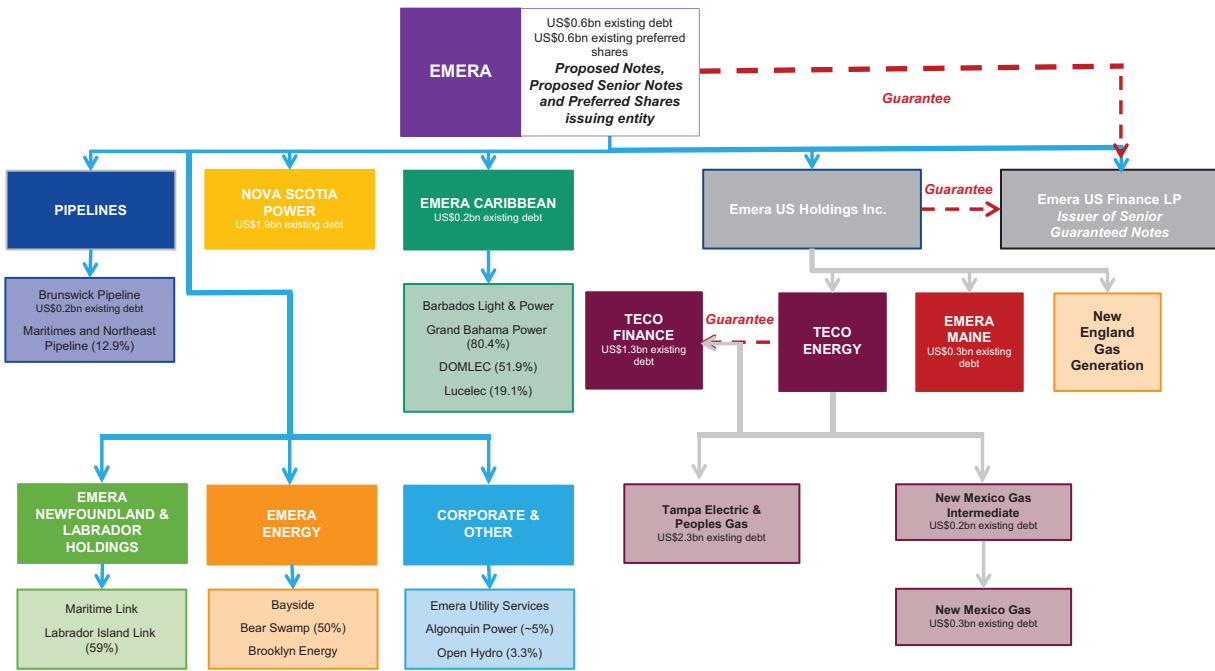 EMERA
US$0.6bn existing debt
US$0.6bn existing preferred
shares
Proposed Notes,
Proposed Senior Notes
and Preferred Shares
issuing entity
Guarantee
PIPELINES
NOVA SCOTIA
POWER
US$1.9bn existing debt
EMERA CARIBBEAN
US$0.2bn existing debt
Emera US Holdings Inc.
Guarantee
Emera US Finance LP
Issuer of Senior
Guaranteed Notes
Brunswick Pipeline
US$0.2bn existing debt
Maritimes and Northeast
Pipeline (12.9%)
Barbados Light & Power
Grand Bahama Power
(80.4%)
DOMLEC (51.9%)
Lucelec (19.1%)
TECO
FINANCE
US$1.3bn existing
debt
Guarantee
TECO
ENERGY
EMERA
MAINE
US$0.3bn existing
debt
New
England
Gas
Generation
EMERA
NEWFOUNDLAND &
LABRADOR
HOLDINGS
EMERA
ENERGY
CORPORATE &
OTHER
Tampa Electric &
Peoples Gas
US$2.3bn existing debt
New Mexico Gas
Intermediate
US$0.2bn existing debt
Maritime Link
Labrador Island Link
(59%)
Bayside
Bear Swamp (50%)
Brooklyn Energy
Emera Utility Services
Algonquin Power (~5%)
Open Hydro (3.3%)
New Mexico Gas
US$0.3bn existing debt